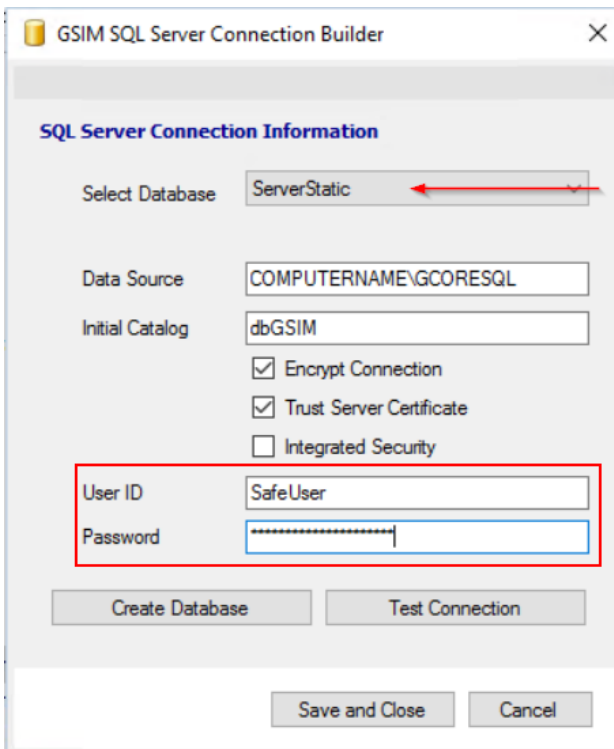 GSIM SQL Server Connection Builder
SQL Server Connection Information
Select Database ServerStatic
Data Source COMPUTERNAME\GCORESQL
Initial Catalog dbGSIM
Encrypt Connection
Trust Server Certificate
Integrated Security
User ID SafeUser
Password **********************
Create Database Test Connection
Save and Close Cancel